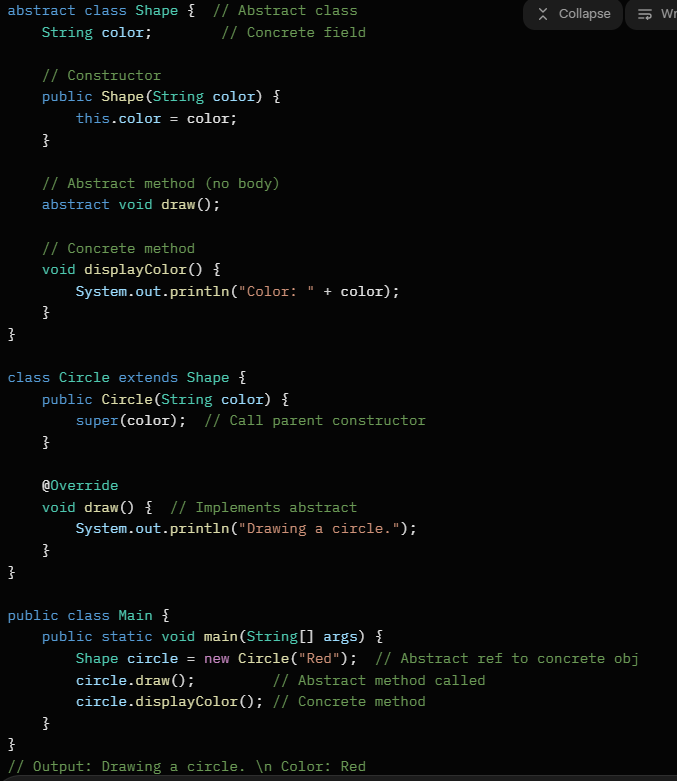 abstract class Shape {  // Abstract class
Collapse
Wr
    String color;        // Concrete field

    // Constructor
    public Shape(String color) {
        this.color = color;
    }

    // Abstract method (no body)
    abstract void draw();

    // Concrete method
    void displayColor() {
        System.out.println("Color: " + color);
    }
}

class Circle extends Shape {
    public Circle(String color) {
        super(color);  // Call parent constructor
    }

    @Override
    void draw() {  // Implements abstract
        System.out.println("Drawing a circle.");
    }
}

public class Main {
    public static void main(String[] args) {
        Shape circle = new Circle("Red");  // Abstract ref to concrete obj
        circle.draw();         // Abstract method called
        circle.displayColor(); // Concrete method
    }
}
// Output: Drawing a circle. \n Color: Red